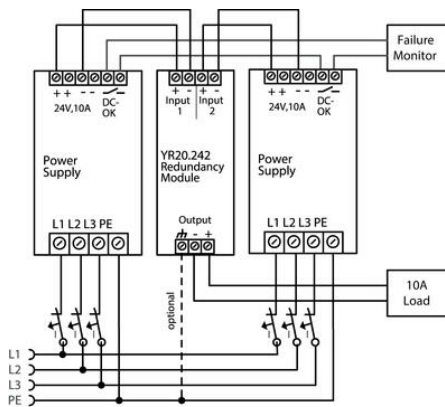 Failure
Monitor
+ + - -
24V,10A
DC-
OK
Power
Supply
L1 L2 L3 PE
+ - + -
Input
1
Input
2
YR20.242
Redundancy
Module
Output
- +
+ + - -
24V,10A
DC-
OK
Power
Supply
L1 L2 L3 PE
optional
10A
Load
I
I
I
I
I
I
L1
L2
L3
PE